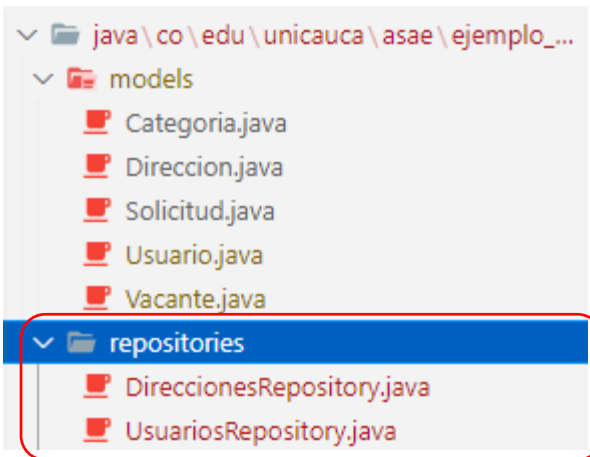 java\co\edu\unicauca\asae\ejemplo_...
models
Categoria.java
Direccion.java
Solicitud.java
Usuario.java
Vacante.java
repositories
DireccionesRepository.java
UsuariosRepository.java